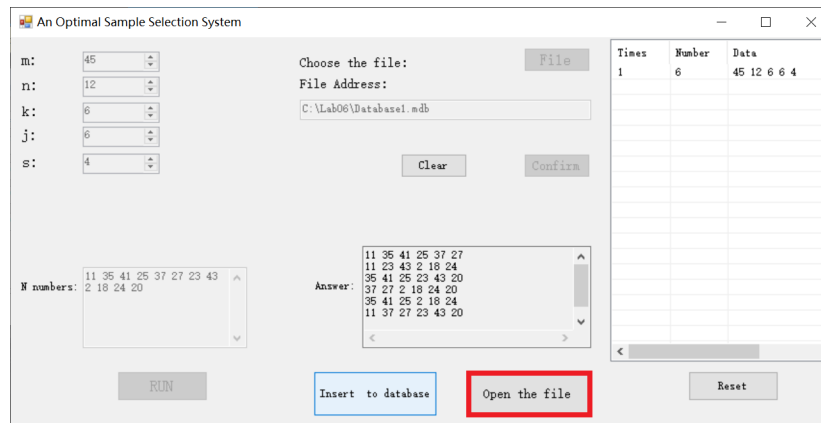 An Optimal Sample Selection System
m: 45
n: 12
k: 6
j: 6
s: 4
Choose the file: File
File Address:
C:\Lab06\Database1.mdb
Clear Confirm
Times Number Data
1 6 45 12 6 6 4
N numbers:
11 35 41 25 37 27 23 43
2 18 24 20
Answer:
11 35 41 25 37 27
11 23 43 2 18 24
35 41 25 23 43 20
37 27 2 18 24 20
35 41 25 2 18 24
11 37 27 23 43 20
RUN
Insert to database
Open the file
Reset